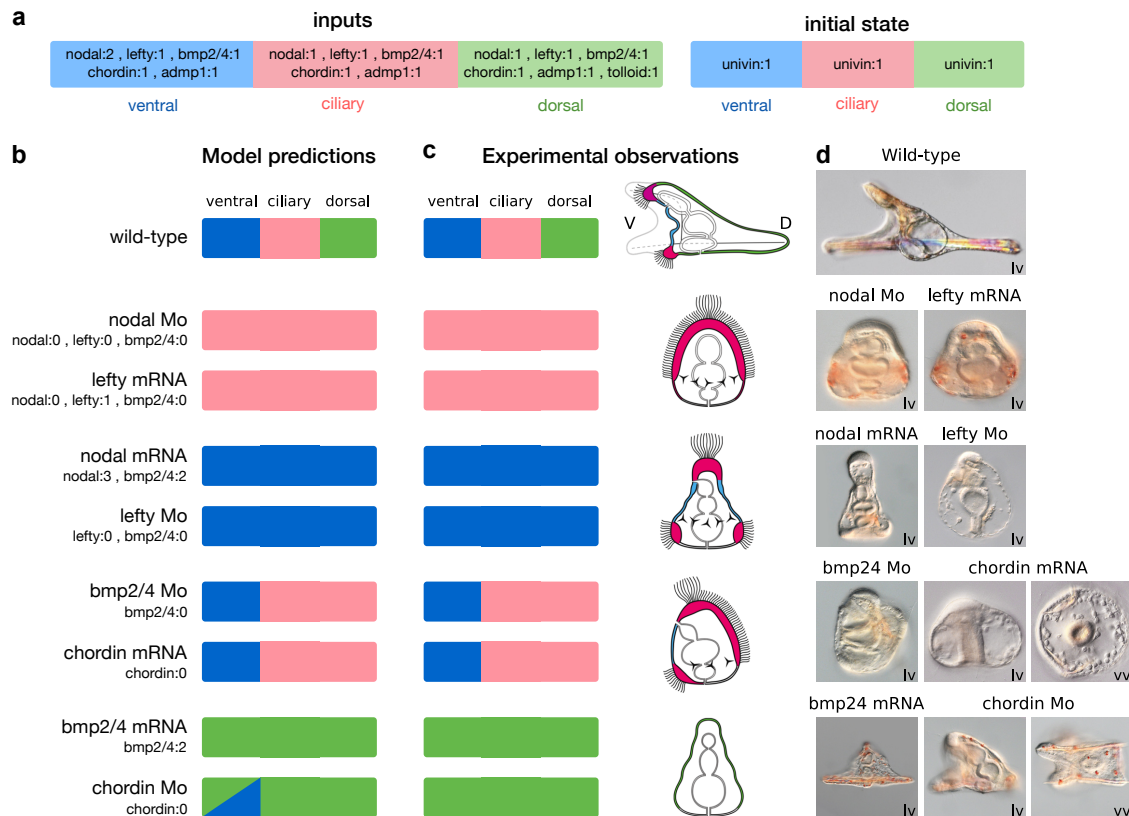 a
inputs
initial state
nodal:2 , lefty:1 , bmp2/4:1
chordin:1 , admp1:1
nodal:1 , lefty:1 , bmp2/4:1
chordin:1 , admp1:1
nodal:1 , lefty:1 , bmp2/4:1
chordin:1 , admp1:1 , tolloid:1
univin:1
univin:1
univin:1
ventral
ciliary
dorsal
ventral
ciliary
dorsal
b
Model predictions
c
Experimental observations
d
Wild-type
ventral ciliary dorsal
ventral ciliary dorsal
wild-type
V
D
lv
nodal Mo
nodal:0 , lefty:0 , bmp2/4:0
lefty mRNA
nodal:0 , lefty:1 , bmp2/4:0
nodal Mo
lefty mRNA
lv
lv
nodal mRNA
nodal:3 , bmp2/4:2
lefty Mo
lefty:0 , bmp2/4:0
nodal mRNA
lefty Mo
lv
lv
bmp2/4 Mo
bmp2/4:0
chordin mRNA
chordin:0
bmp24 Mo
chordin mRNA
lv
lv
vv
bmp2/4 mRNA
bmp2/4:2
chordin Mo
chordin:0
bmp24 mRNA
chordin Mo
lv
lv
vv